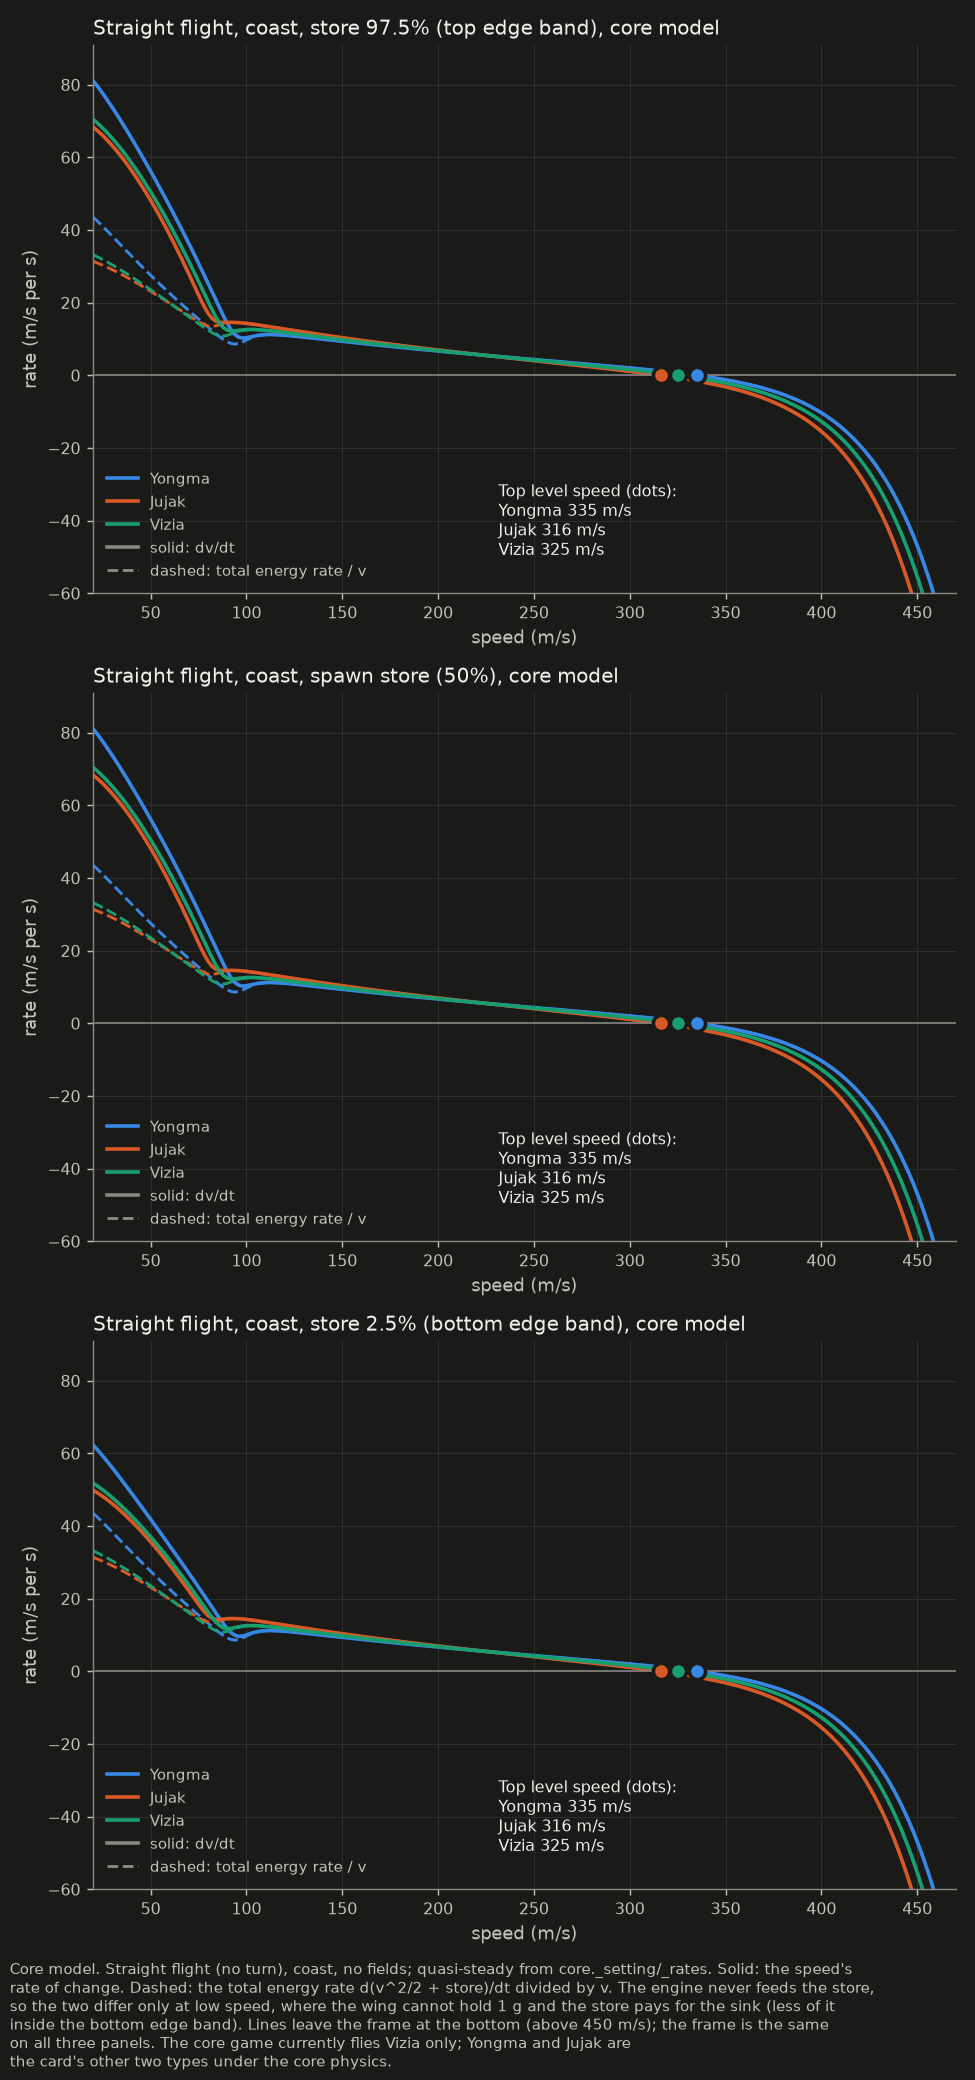 Straight flight, coast, store 97.5% (top edge band), core model
80
60
40
20
0
−20
−40
−60
rate (m/s per s)
Yongma
Jujak
Vizia
solid: dv/dt
dashed: total energy rate / v
Top level speed (dots):
Yongma 335 m/s
Jujak 316 m/s
Vizia 325 m/s
50 100 150 200 250 300 350 400 450
speed (m/s)
Straight flight, coast, spawn store (50%), core model
80
60
40
20
0
−20
−40
−60
rate (m/s per s)
Yongma
Jujak
Vizia
solid: dv/dt
dashed: total energy rate / v
Top level speed (dots):
Yongma 335 m/s
Jujak 316 m/s
Vizia 325 m/s
50 100 150 200 250 300 350 400 450
speed (m/s)
Straight flight, coast, store 2.5% (bottom edge band), core model
80
60
40
20
0
−20
−40
−60
rate (m/s per s)
Yongma
Jujak
Vizia
solid: dv/dt
dashed: total energy rate / v
Top level speed (dots):
Yongma 335 m/s
Jujak 316 m/s
Vizia 325 m/s
50 100 150 200 250 300 350 400 450
speed (m/s)
Core model. Straight flight (no turn), coast, no fields; quasi-steady from core._setting/_rates. Solid: the speed's
rate of change. Dashed: the total energy rate d(v^2/2 + store)/dt divided by v. The engine never feeds the store,
so the two differ only at low speed, where the wing cannot hold 1 g and the store pays for the sink (less of it
inside the bottom edge band). Lines leave the frame at the bottom (above 450 m/s); the frame is the same
on all three panels. The core game currently flies Vizia only; Yongma and Jujak are
the card's other two types under the core physics.